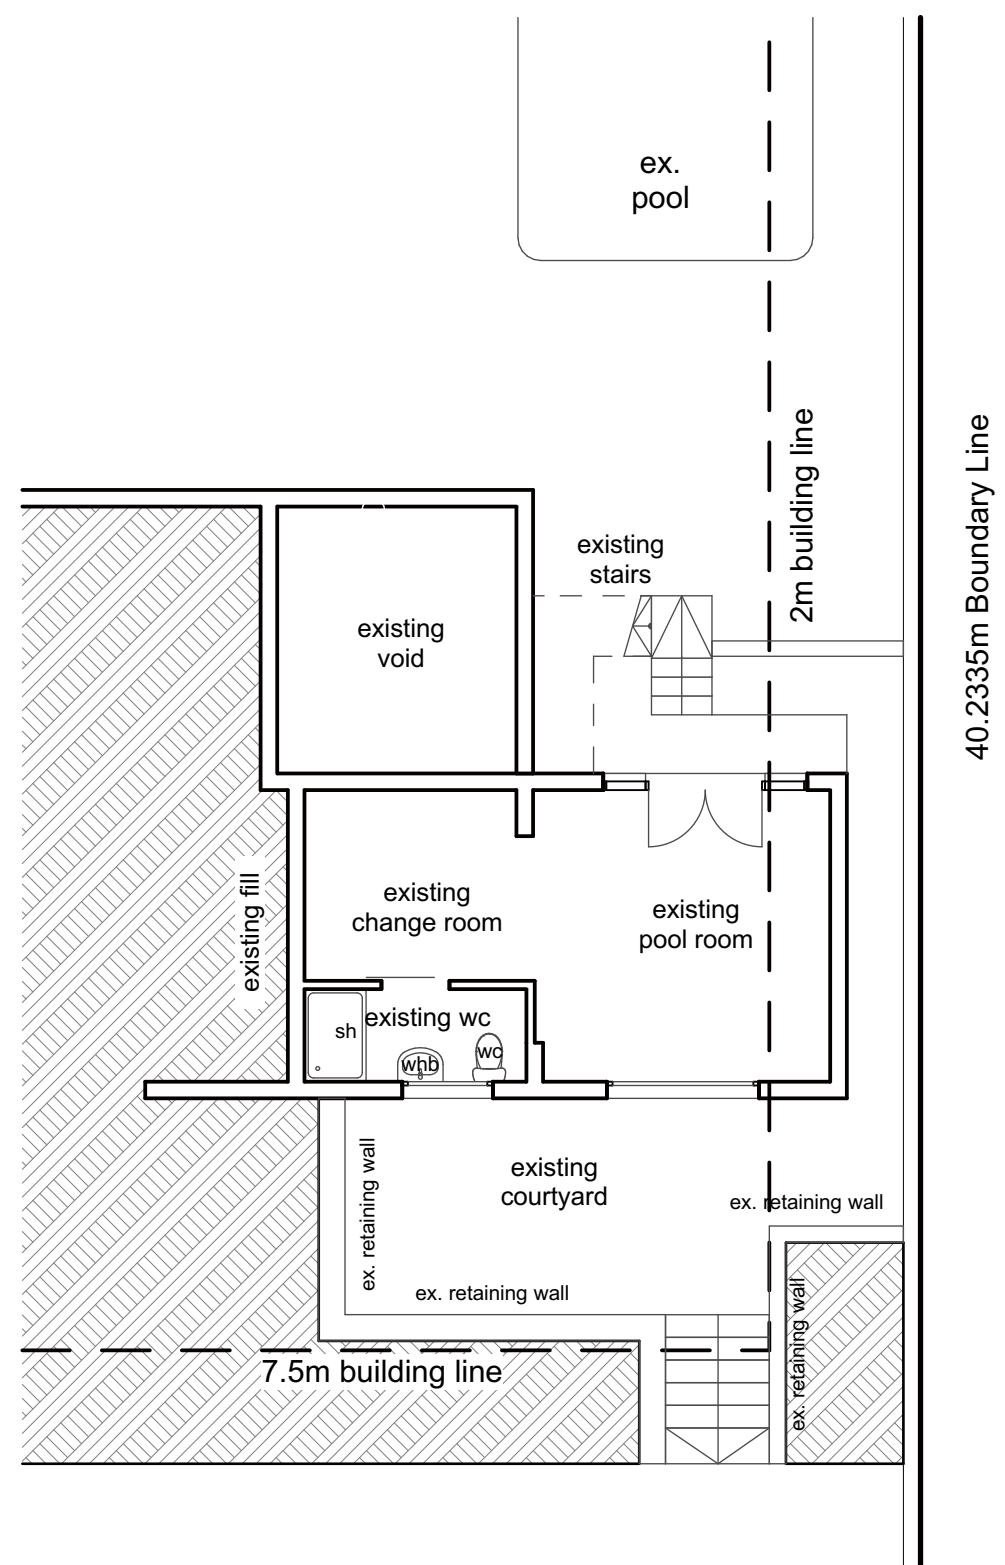 ex.
pool
2m building line
40.2335m Boundary Line
existing
stairs
existing
void
existing fill
existing
change room
existing
pool room
existing wc
sh
whb
wc
existing
courtyard
ex. retaining wall
ex. retaining wall
ex. retaining wall
ex. retaining wall
7.5m building line